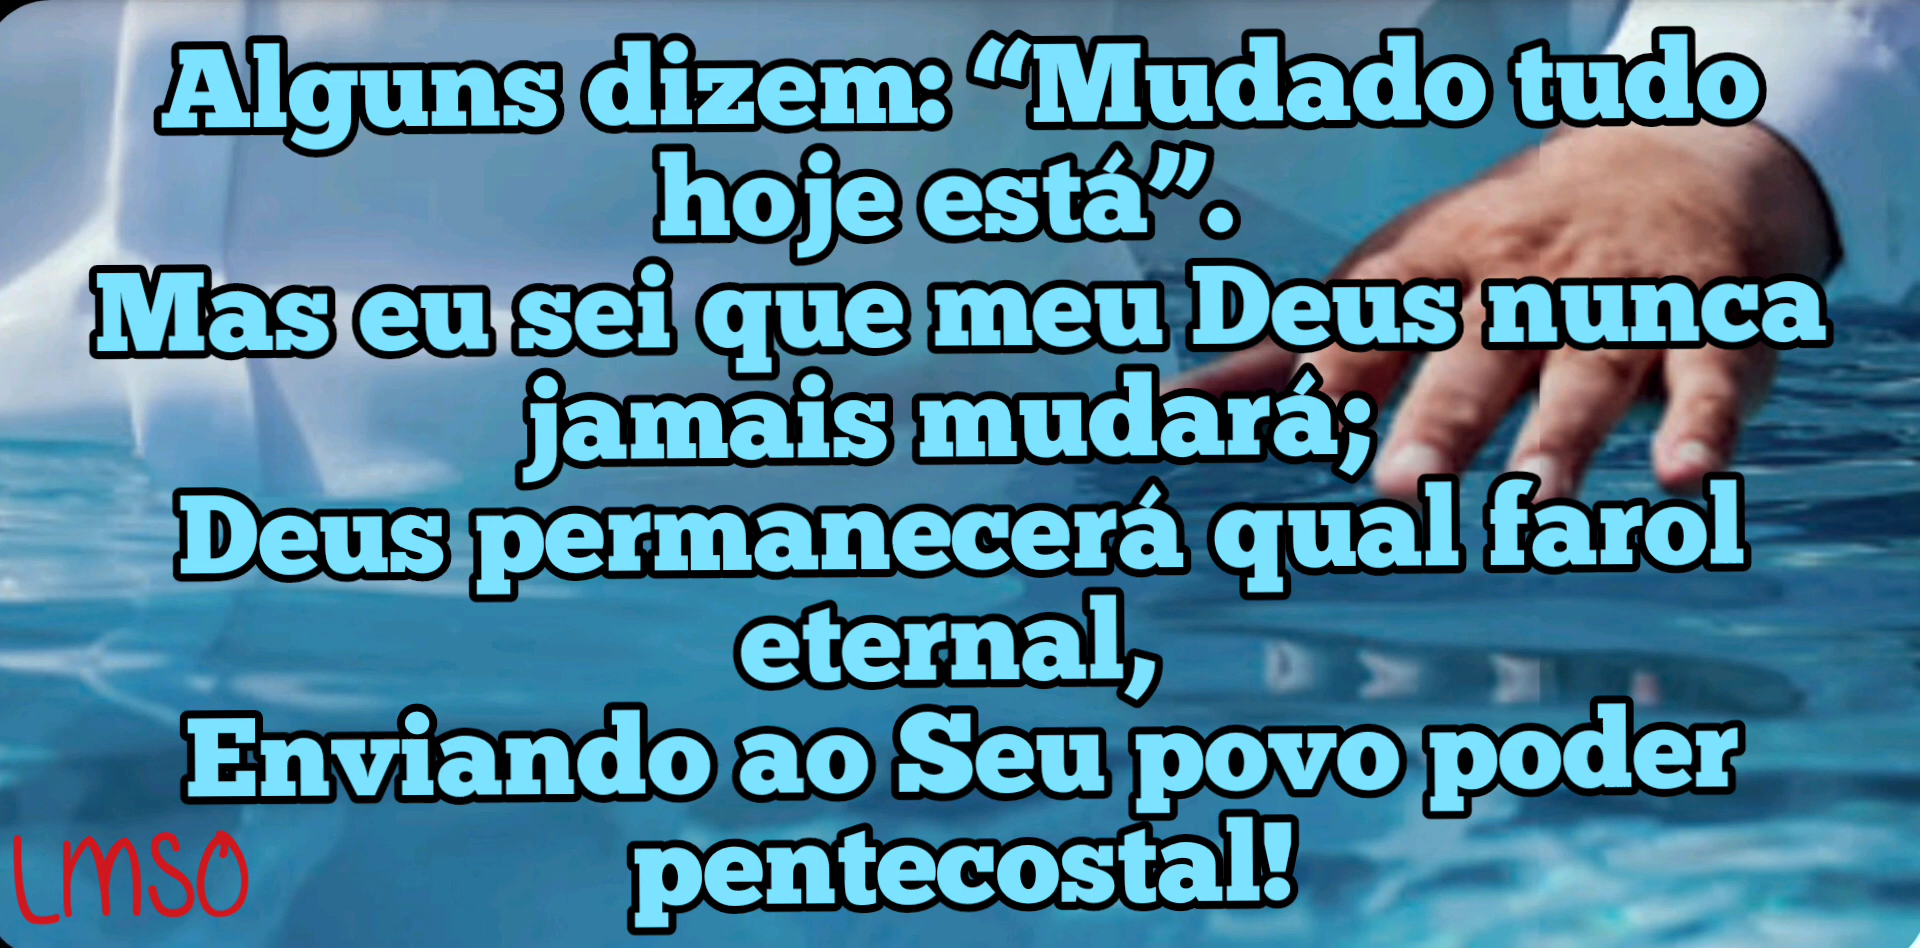 Alguns dizem: “Mudado tudo
hoje está”.
Mas eu sei que meu Deus nunca
jamais mudará;
Deus permanecerá qual farol
eternal,
Enviando ao Seu povo poder
pentecostal!
LMSO